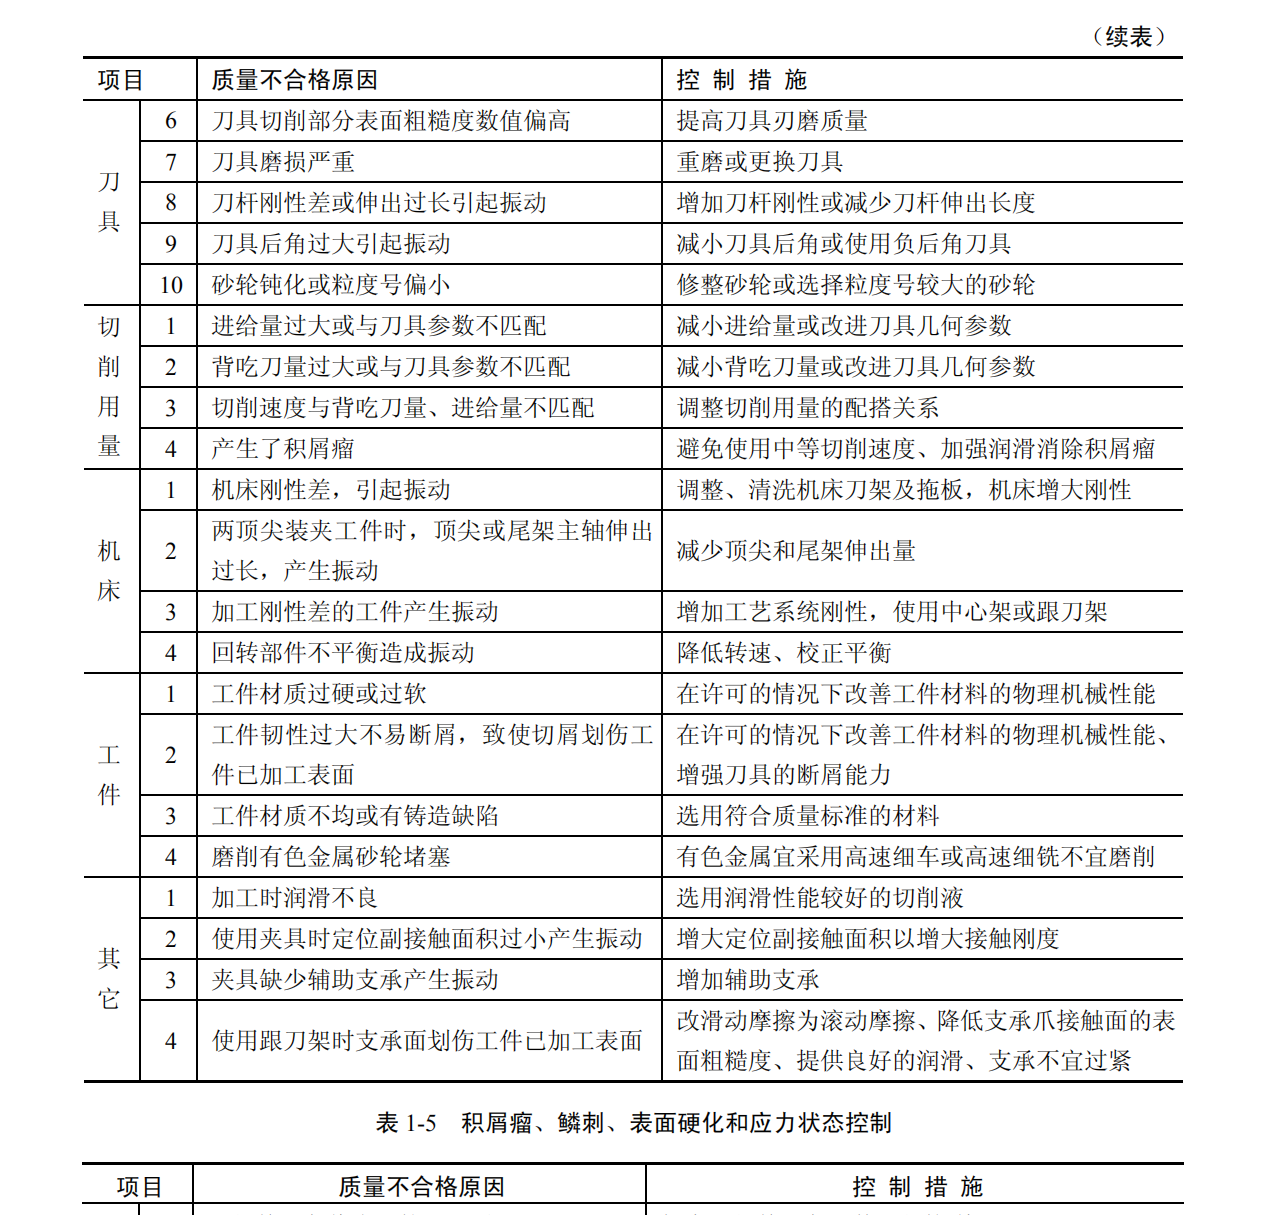 （续表）
项目 质量不合格原因 控 制 措 施
刀具
6 刀具切削部分表面粗糙度数值偏高 提高刀具刃磨质量
7 刀具磨损严重 重磨或更换刀具
8 刀杆刚性差或伸出过长引起振动 增加刀杆刚性或减少刀杆伸出长度
9 刀具后角过大引起振动 减小刀具后角或使用负后角刀具
10 砂轮钝化或粒度号偏小 修整砂轮或选择粒度号较大的砂轮
切削用量
1 进给量过大或与刀具参数不匹配 减小进给量或改进刀具几何参数
2 背吃刀量过大或与刀具参数不匹配 减小背吃刀量或改进刀具几何参数
3 切削速度与背吃刀量、进给量不匹配 调整切削用量的配搭关系
4 产生了积屑瘤 避免使用中等切削速度、加强润滑消除积屑瘤
机床
1 机床刚性差，引起振动 调整、清洗机床刀架及拖板，机床增大刚性
2 两顶尖装夹工件时，顶尖或尾架主轴伸出
过长，产生振动 减少顶尖和尾架伸出量
3 加工刚性差的工件产生振动 增加工艺系统刚性，使用中心架或跟刀架
4 回转部件不平衡造成振动 降低转速、校正平衡
工件
1 工件材质过硬或过软 在许可的情况下改善工件材料的物理机械性能
2 工件韧性过大不易断屑，致使切屑划伤工
件已加工表面 在许可的情况下改善工件材料的物理机械性能、
增强刀具的断屑能力
3 工件材质不均或有铸造缺陷 选用符合质量标准的材料
4 磨削有色金属砂轮堵塞 有色金属宜采用高速细车或高速细铣不宜磨削
其它
1 加工时润滑不良 选用润滑性能较好的切削液
2 使用夹具时定位副接触面积过小产生振动 增大定位副接触面积以增大接触刚度
3 夹具缺少辅助支承产生振动 增加辅助支承
4 使用跟刀架时支承面划伤工件已加工表面 改滑动摩擦为滚动摩擦、降低支承爪接触面的表
面粗糙度、提供良好的润滑、支承不宜过紧
表 1-5 积屑瘤、鳞刺、表面硬化和应力状态控制
项目 质量不合格原因 控 制 措 施